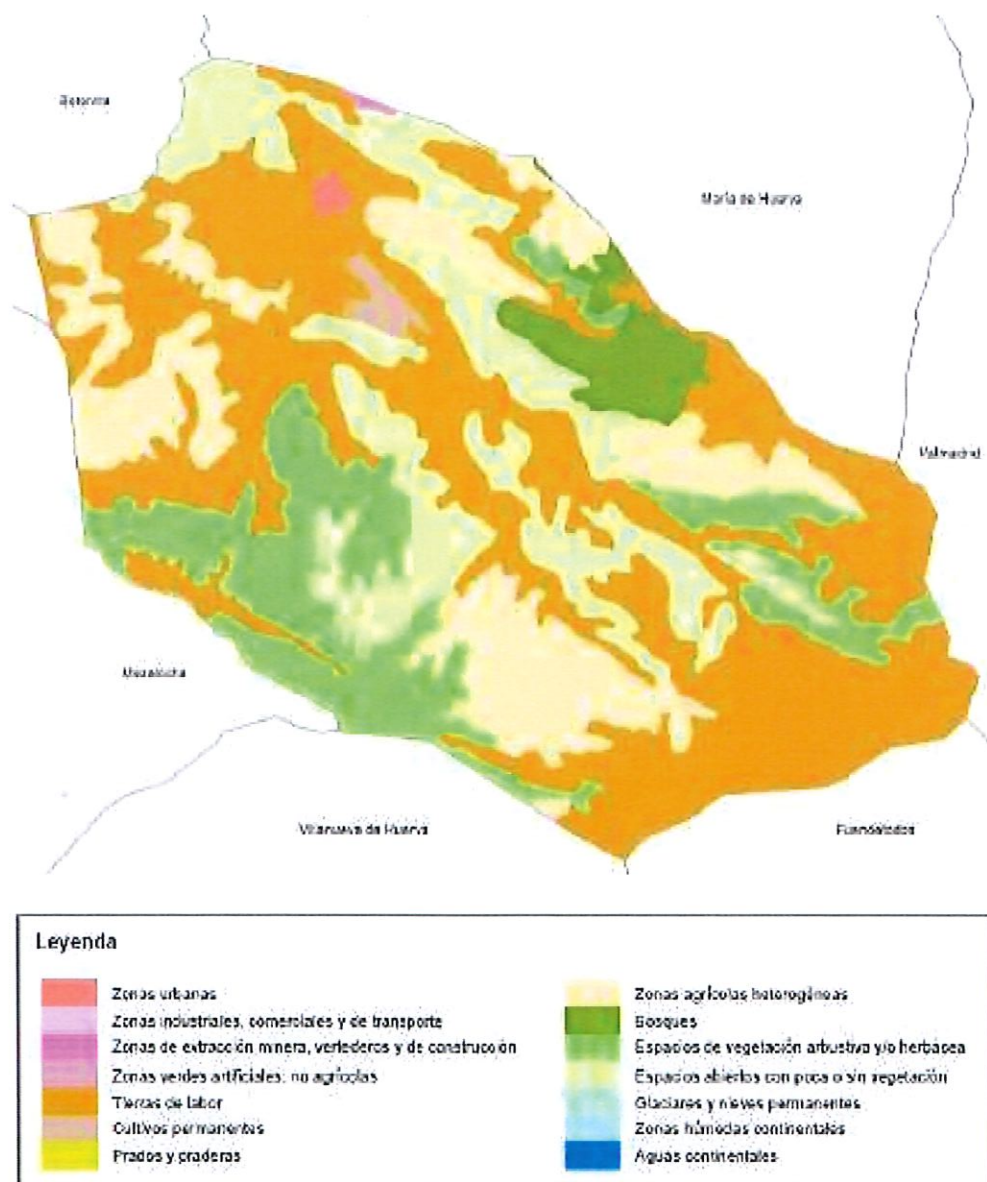 María de Huerva
Villanueva de Huerva
Fuendetodos
Leyenda
Zonas urbanas
Zonas industriales, comerciales y de transporte
Zonas de extracción minera, vertederos y de construcción
Zonas verdes artificiales, no agrícolas
Tierras de labor
Cultivos permanentes
Prados y praderas
Zonas agrícolas heterogéneas
Bosques
Espacios de vegetación arbustiva y/o herbácea
Espacios abiertos con poca o sin vegetación
Glaciares y nieves permanentes
Zonas húmedas continentales
Aguas continentales